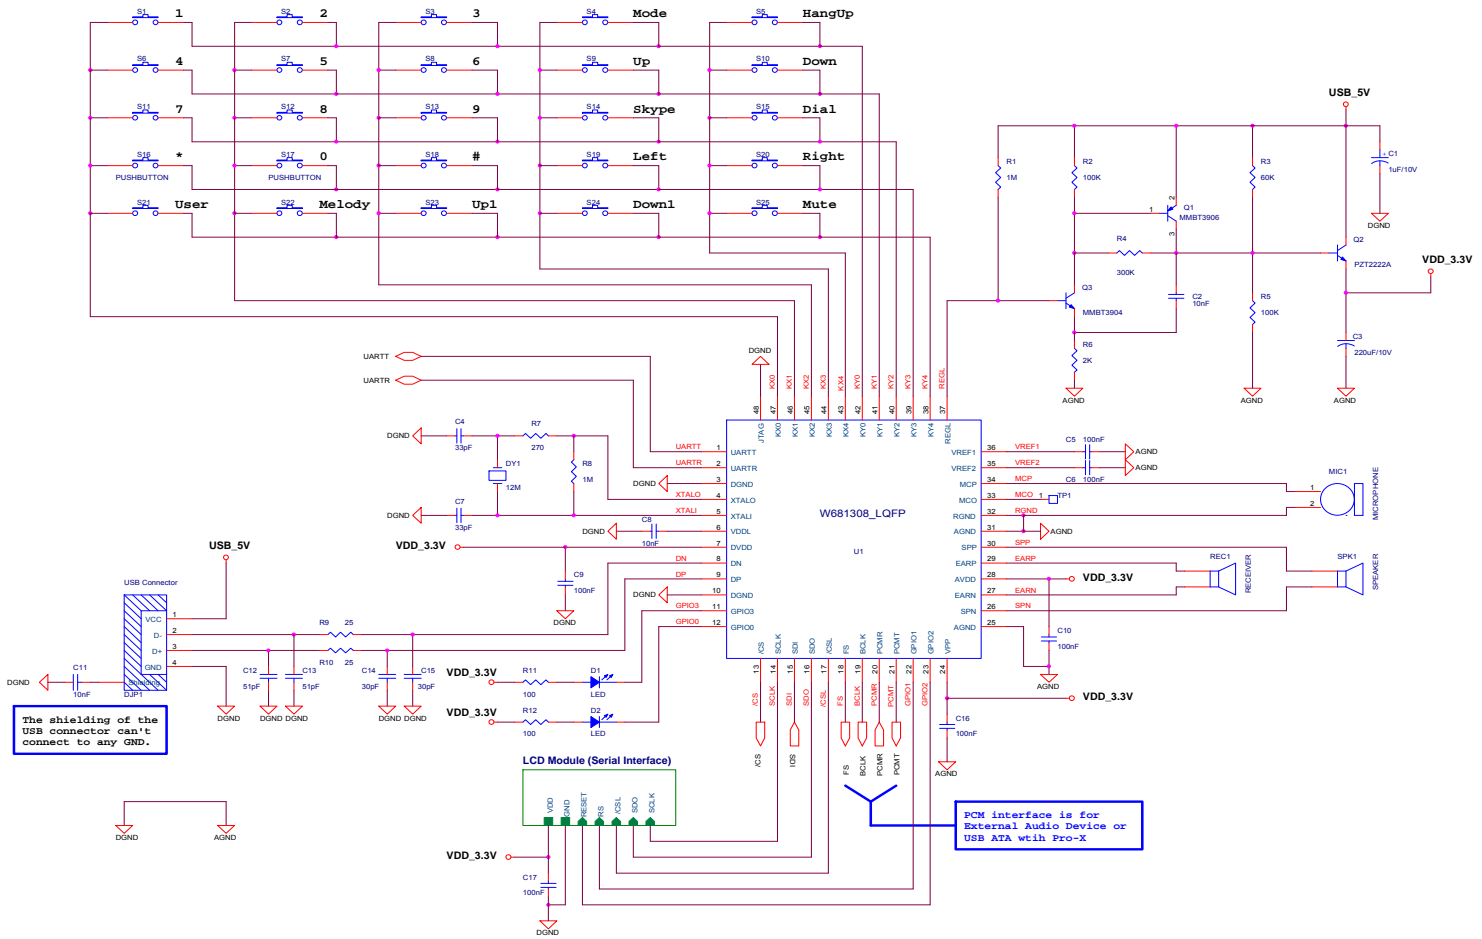 S1 1 S2 2 S3 3 S4 Mode S5 HangUp
S6 4 S7 5 S8 6 S9 Up S10 Down
S11 7 S12 8 S13 9 S14 Skype S15 Dial
S16 * S17 0 S18 # S19 Left S20 Right
PUSHBUTTON PUSHBUTTON
S21 User S22 Melody S23 Up1 S24 Down1 S25 Mute
USB_5V
R1
1M
R2
100K
R3
60K
C1
+
1uF/10V
DGND
1
2
3
Q1
MMBT3906
Q2
PZT2222A
VDD_3.3V
R4
300K
Q3
MMBT3904
C2
10nF
R5
100K
R6
2K
C3
220uF/10V
AGND
AGND
AGND
UARTT
UARTR
DGND
KX0 KX1 KX2 KX3 KX4 KY0 KY1 KY2 KY3 KY4 REGL
48 47 46 45 44 43 42 41 40 39 38 37
JTAG KX0 KX1 KX2 KX3 KX4 KY0 KY1 KY2 KY3 KY4 REGL
W681308_LQFP
U1
UARTT 1 UARTT
UARTR 2 UARTR
DGND 3 DGND
XTALO 4 XTALO
XTALI 5 XTALI
6 VDDL
7 DVDD
DN 8 DN
DP 9 DP
DGND 10 DGND
GPIO3 11 GPIO3
GPIO0 12 GPIO0
VREF1 36 VREF1
VREF2 35 VREF2
MCP 34 MCP
MCO 33 MCO 1 TP1
RGND 32 RGND
AGND 31 AGND
SPP 30 SPP
EARP 29 EARP
AVDD 28 VDD_3.3V
EARN 27 EARN
SPN 26 SPN
AGND 25
C5 100nF AGND
C6 100nF AGND
MIC1
1
2
MICROPHONE
REC1
RECEIVER
SPK1
SPEAKER
C10
100nF
AGND
DGND C4
33pF
R7
270
DY1
12M
R8
1M
DGND C7
33pF
DGND C8
10nF
VDD_3.3V
C9
100nF
DGND
USB_5V
USB Connector
VCC 1
D- 2
D+ 3
GND 4
Shielding
DJP1
DGND C11
10nF
R9 25
R10 25
C12
51pF
C13
51pF
C14
30pF
C15
30pF
DGND DGND DGND DGND DGND
VDD_3.3V R11
100
D1
LED
VDD_3.3V R12
100
D2
LED
The shielding of the
USB connector can't
connect to any GND.
DGND AGND
/CS SCLK SDI SDO /CSL FS BCLK PCMR PCMT GPIO1 GPIO2 VPP
13 14 15 16 17 18 19 20 21 22 23 24
/CS SCLK SDI SDO /CSL FS BCLK PCMR PCMT GPIO1 GPIO2
/CS SDI FS BCLK PCMR PCMT
VDD_3.3V
C16
100nF
AGND
LCD Module (Serial Interface)
VDD GND RESET RS /CSL SDO SCLK
VDD_3.3V
C17
100nF
DGND
PCM interface is for
External Audio Device or
USB ATA wtih Pro-X